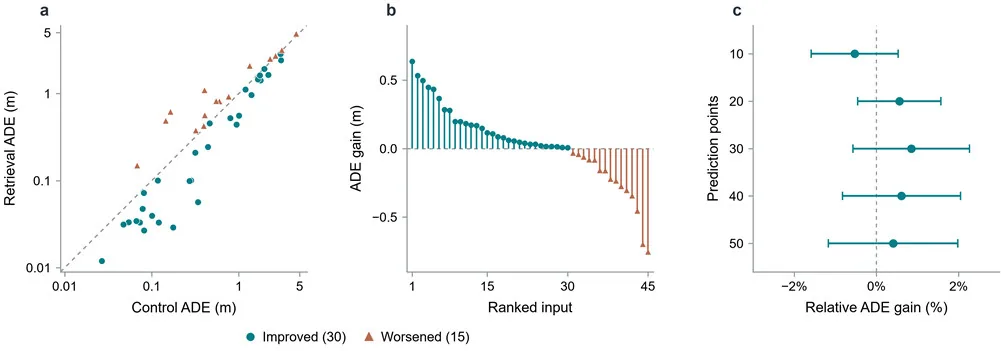 a
5
1
0.1
0.01
0.01
0.1
1
5
Retrieval ADE (m)
Control ADE (m)
b
0.5
0.0
−0.5
1
15
30
45
ADE gain (m)
Ranked input
c
10
20
30
40
50
−2%
0%
2%
Prediction points
Relative ADE gain (%)
Improved (30)
Worsened (15)